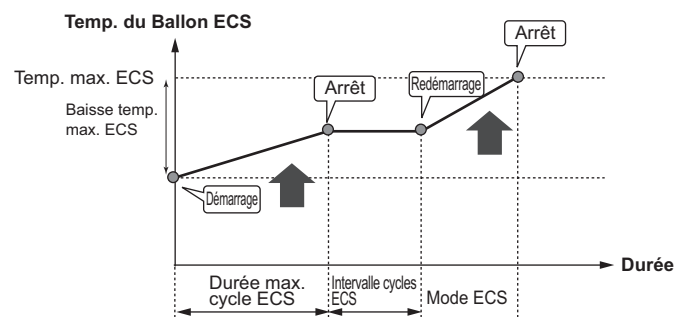 Temp. du Ballon ECS
Arrêt
Temp. max. ECS
Arrêt
Redémarrage
Baisse temp.
max. ECS
Démarrage
Durée
Durée max.
cycle ECS
Intervalle cycles
ECS
Mode ECS